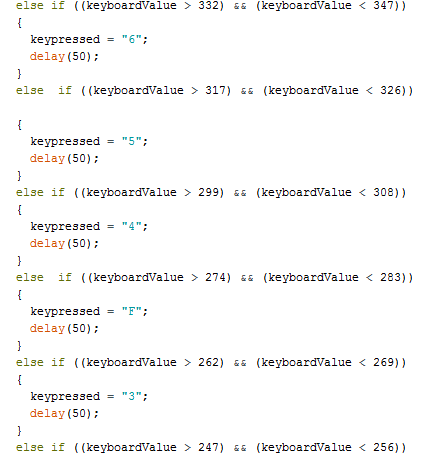 else if ((keyboardValue > 332) && (keyboardValue < 347))
{
keypressed = "6";
delay(50);
}
else  if ((keyboardValue > 317) && (keyboardValue < 326))
{
keypressed = "5";
delay(50);
}
else if ((keyboardValue > 299) && (keyboardValue < 308))
{
keypressed = "4";
delay(50);
}
else  if ((keyboardValue > 274) && (keyboardValue < 283))
{
keypressed = "F";
delay(50);
}
else if ((keyboardValue > 262) && (keyboardValue < 269))
{
keypressed = "3";
delay(50);
}
else if ((keyboardValue > 247) && (keyboardValue < 256))